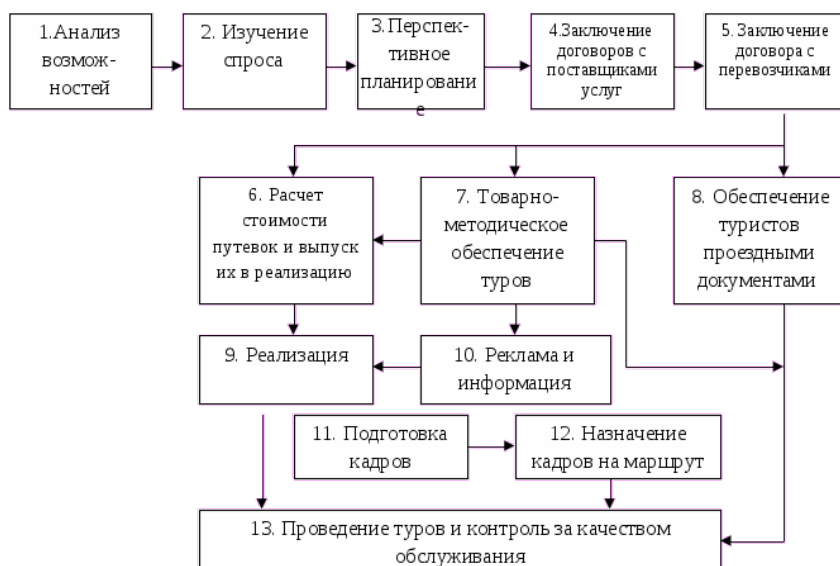 1.Анализ
возмож-
ностей
2. Изучение
спроса
3.Перспек-
тивное
планировани
е
4.Заключение
договоров с
поставщиками
услуг
5. Заключение
договора с
перевозчиками
6. Расчет
стоимости
путевок и выпуск
их в реализацию
7. Товарно-
методическое
обеспечение
туров
8. Обеспечение
туристов
проездными
документами
9. Реализация
10. Реклама и
информация
11. Подготовка
кадров
12. Назначение
кадров на маршрут
13. Проведение туров и контроль за качеством
обслуживания